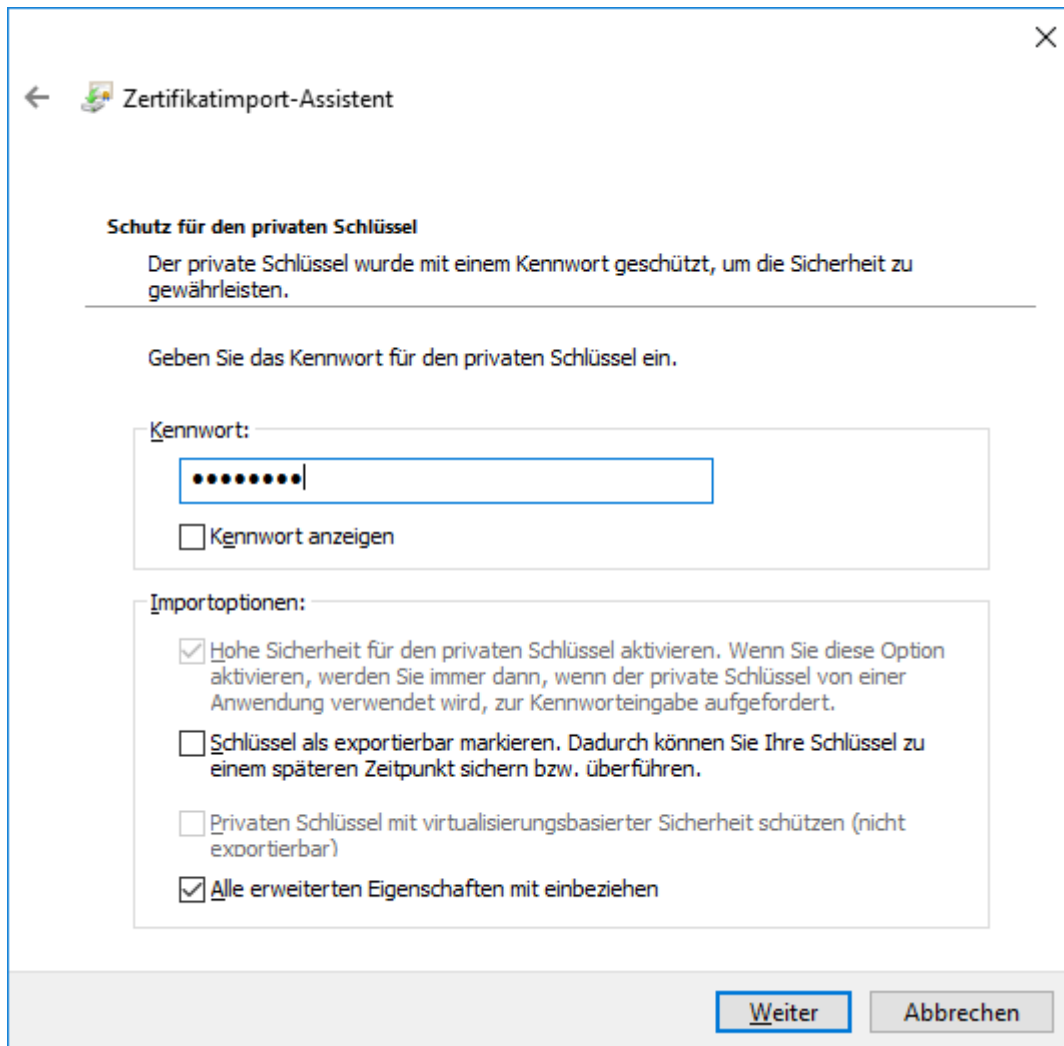 Zertifikatimport-Assistent
Schutz für den privaten Schlüssel
Der private Schlüssel wurde mit einem Kennwort geschützt, um die Sicherheit zu
gewährleisten.
Geben Sie das Kennwort für den privaten Schlüssel ein.
Kennwort:
••••••••
Kennwort anzeigen
Importoptionen:
Hohe Sicherheit für den privaten Schlüssel aktivieren. Wenn Sie diese Option
aktivieren, werden Sie immer dann, wenn der private Schlüssel von einer
Anwendung verwendet wird, zur Kennworteingabe aufgefordert.
Schlüssel als exportierbar markieren. Dadurch können Sie Ihre Schlüssel zu
einem späteren Zeitpunkt sichern bzw. überführen.
Privaten Schlüssel mit virtualisierungsbasierter Sicherheit schützen (nicht
exportierbar)
Alle erweiterten Eigenschaften mit einbeziehen
Weiter
Abbrechen